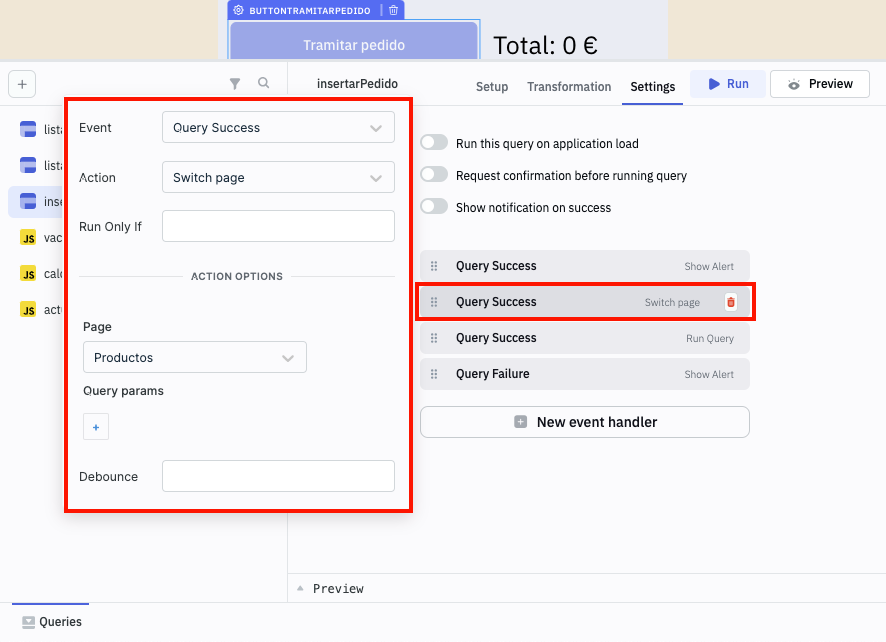 BUTTONTRAMITARPEDIDO
Tramitar pedido
Total: 0 €
+
insertarPedido
Setup
Transformation
Settings
Run
Preview
lista
lista
inse
JS vac
JS calc
JS actu
Event
Query Success
Action
Switch page
Run Only If
ACTION OPTIONS
Page
Productos
Query params
+
Debounce
Run this query on application load
Request confirmation before running query
Show notification on success
Query Success Show Alert
Query Success Switch page
Query Success Run Query
Query Failure Show Alert
+ New event handler
Preview
Queries